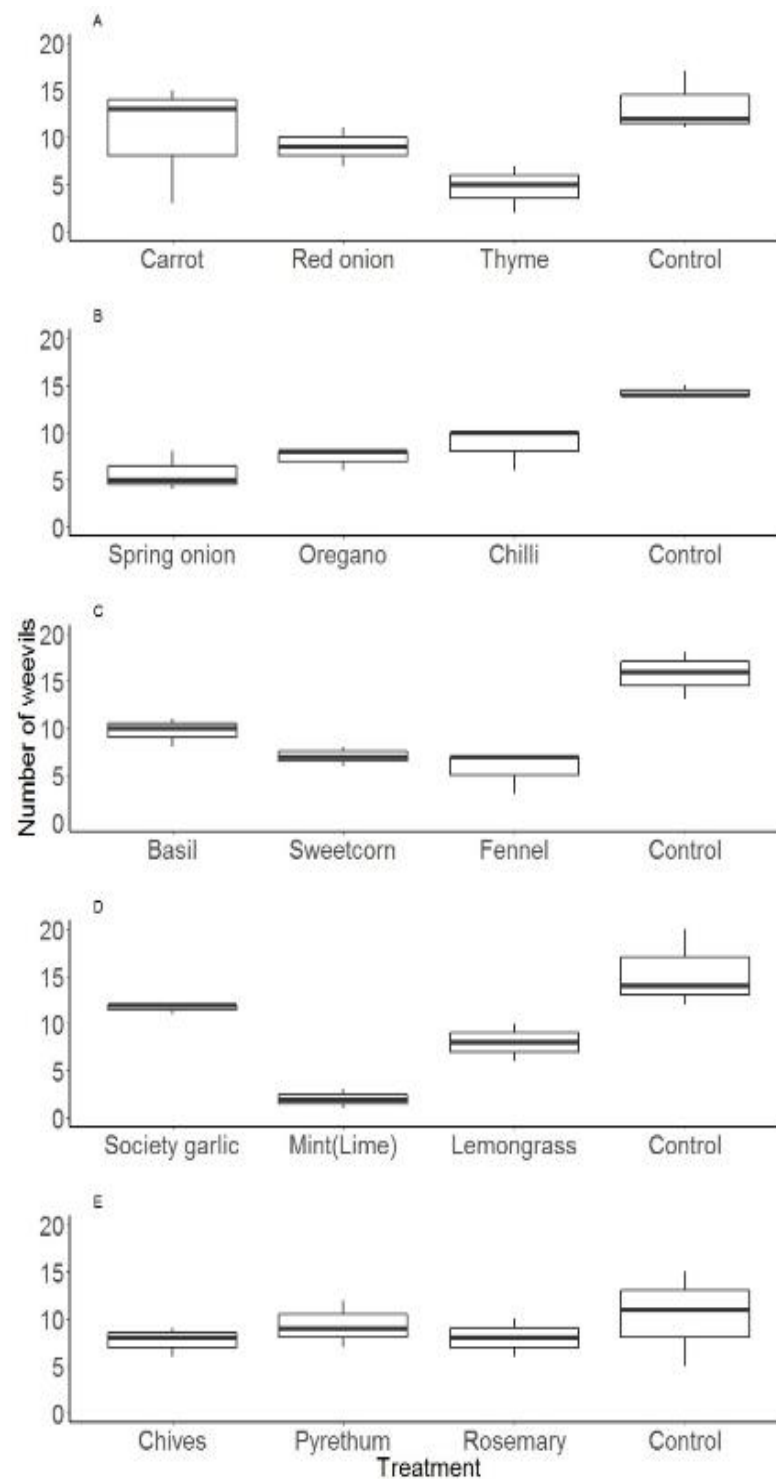 A
20
15
10
5
0
Carrot Red onion Thyme Control
B
20
15
10
5
0
Spring onion Oregano Chilli Control
Number of weevils
C
20
15
10
5
0
Basil Sweetcorn Fennel Control
D
20
15
10
5
0
Society garlic Mint(Lime) Lemongrass Control
E
20
15
10
5
0
Chives Pyrethum Rosemary Control
Treatment